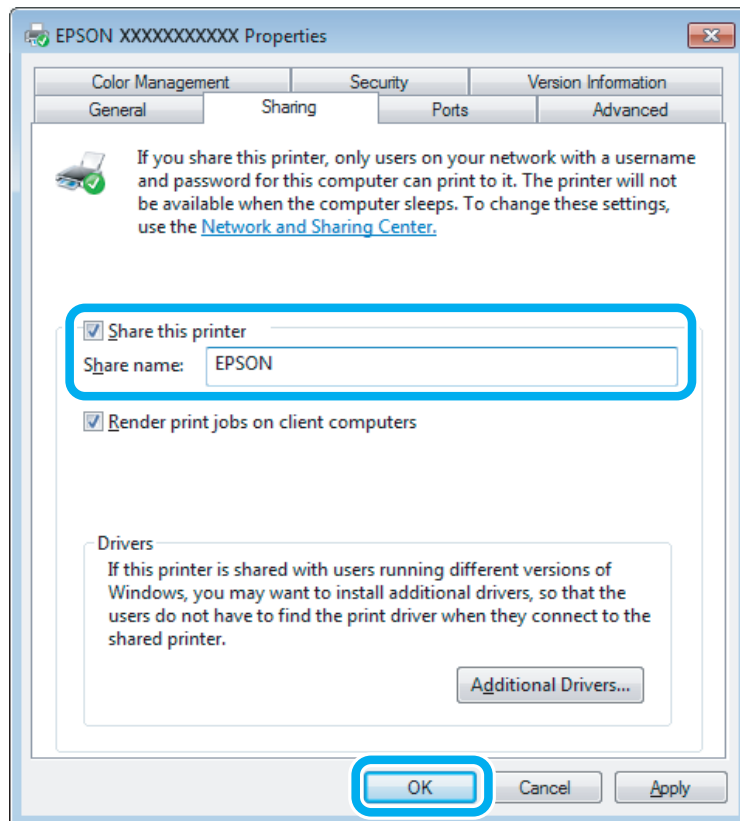 EPSON XXXXXXXXXXX Properties
Color Management Security Version Information
General Sharing Ports Advanced
If you share this printer, only users on your network with a username
and password for this computer can print to it. The printer will not
be available when the computer sleeps. To change these settings,
use the Network and Sharing Center.
Share this printer
Share name: EPSON
Render print jobs on client computers
Drivers
If this printer is shared with users running different versions of
Windows, you may want to install additional drivers, so that the
users do not have to find the print driver when they connect to the
shared printer.
Additional Drivers...
OK Cancel Apply